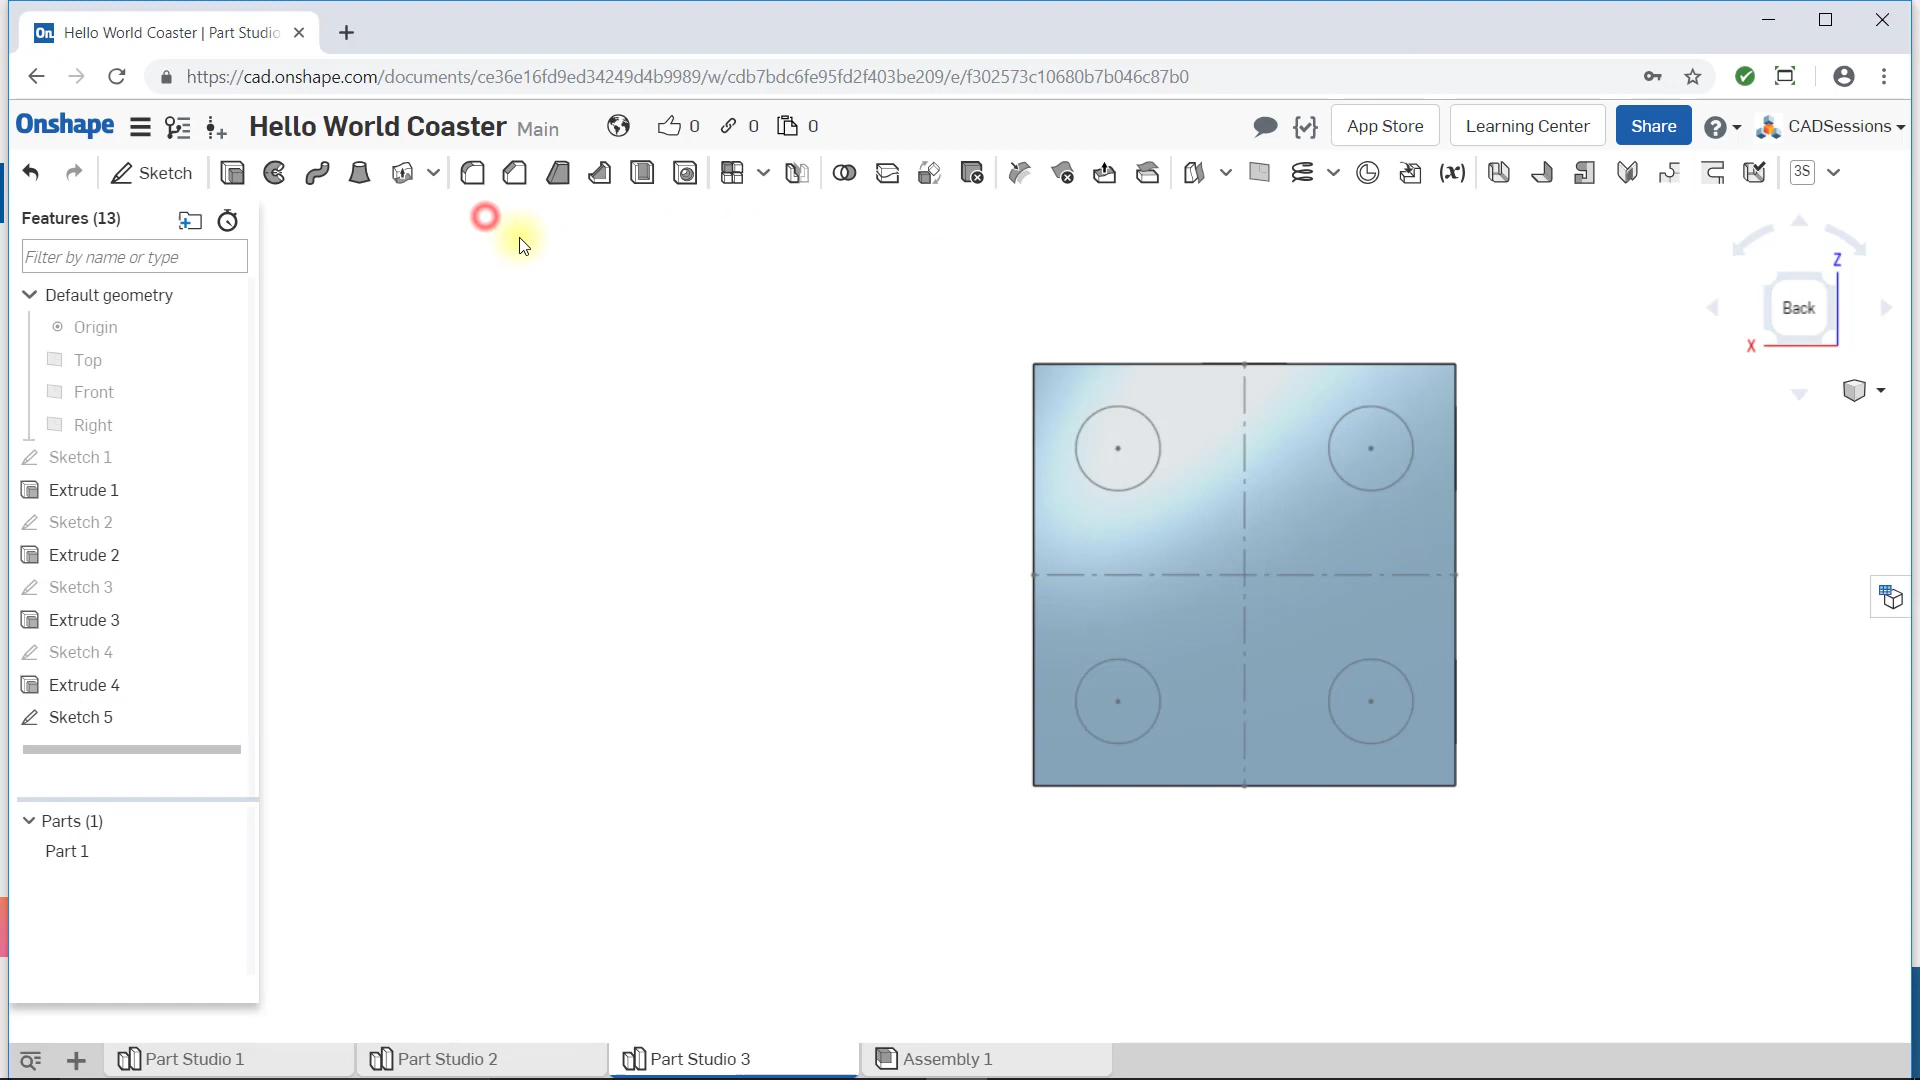 On Hello World Coaster | Part Studio
https://cad.onshape.com/documents/ce36e16fd9ed34249d4b9989/w/cdb7bdc6fe95fd2f403be209/e/f302573c10680b7b046c87b0
Onshape Hello World Coaster Main 0 0 0 App Store Learning Center Share CADSessions
Sketch (x) 3S
Features (13)
Filter by name or type
Default geometry
Origin
Top
Front
Right
Sketch 1
Extrude 1
Sketch 2
Extrude 2
Sketch 3
Extrude 3
Sketch 4
Extrude 4
Sketch 5
Parts (1)
Part 1
Z
Back
X
Part Studio 1 Part Studio 2 Part Studio 3 Assembly 1